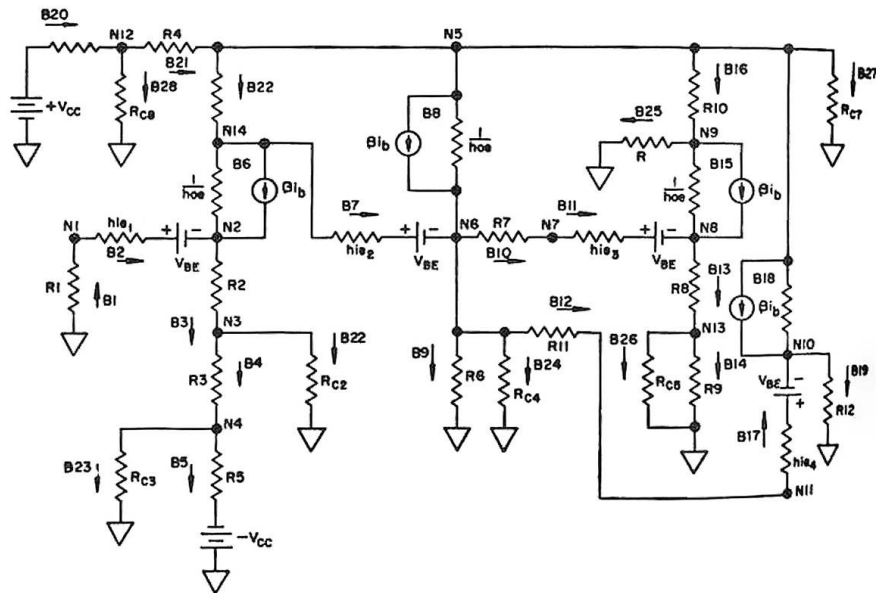 B20
N12
R4
N5
B21
B28
B22
B16
B27
+VCC
RC8
R10
RC7
N14
B8
B25
N9
B6
βib
1/hoe
R
B15
1/hoe
βib
1/hoe
βib
B7
B11
N1
hie1
N2
N6
R7
N7
N8
B2
VBE
hie2
VBE
B10
hie3
VBE
R1
B1
R2
R8
B13
B18
B12
βib
B3
N3
B22
N13
N10
R11
B4
B9
R6
B24
B26
B14
VBE
B19
R3
RC2
RC4
RC5
R9
R12
B17
N4
hie4
B23
RC3
B5
R5
N11
-VCC